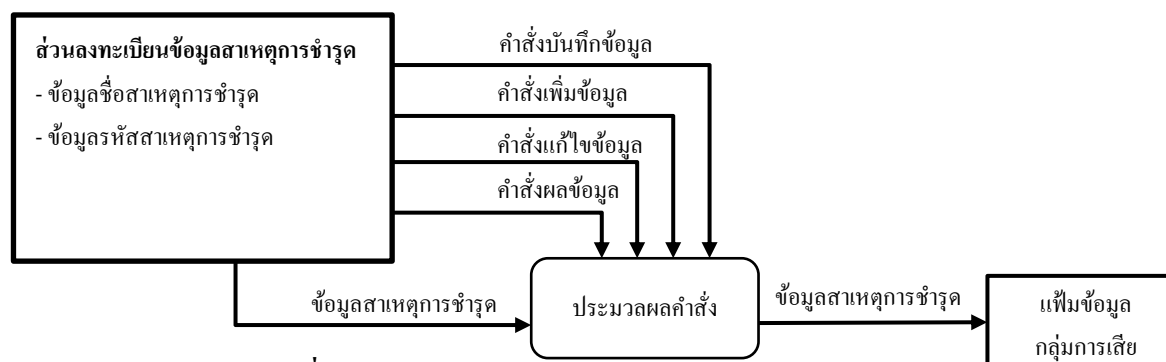 ส่วนลงทะเบียนข้อมูลสาเหตุการชำรุด
- ข้อมูลชื่อสาเหตุการชำรุด
- ข้อมูลรหัสสาเหตุการชำรุด
คำสั่งบันทึกข้อมูล
คำสั่งเพิ่มข้อมูล
คำสั่งแก้ไขข้อมูล
คำสั่งผลข้อมูล
ข้อมูลสาเหตุการชำรุด
ประมวลผลคำสั่ง
ข้อมูลสาเหตุการชำรุด
แฟ้มข้อมูล
กลุ่มการเสีย